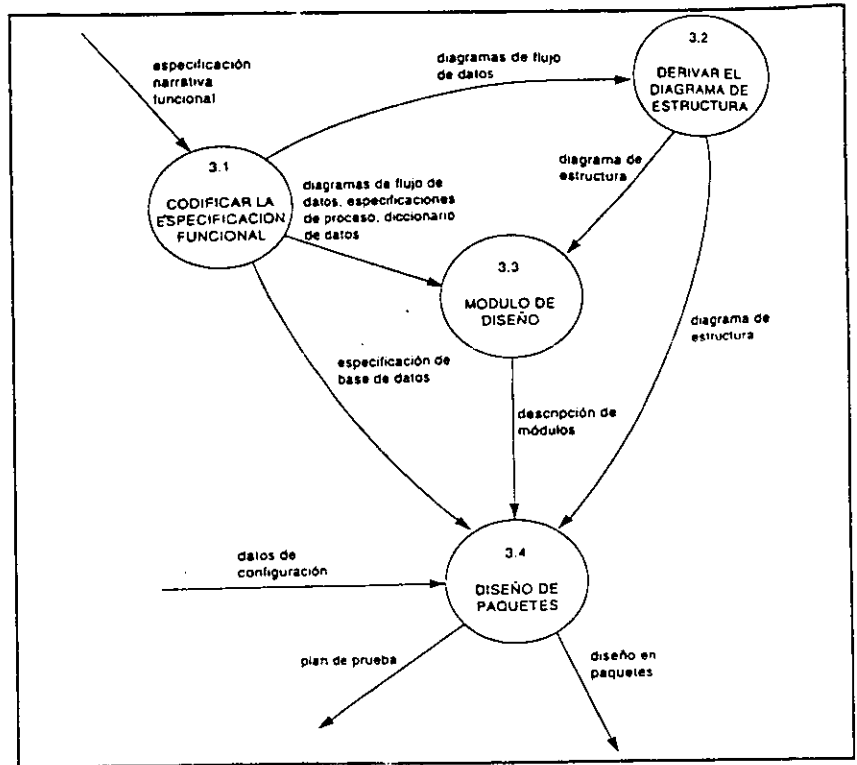 especificación
narrativa
funcional
diagramas de flujo
de datos
3.2
DERIVAR EL
DIAGRAMA DE
ESTRUCTURA
3.1
CODIFICAR LA
ESPECIFICACION
FUNCIONAL
diagramas de flujo de
datos, especificaciones
de proceso, diccionario
de datos
diagrama de
estructura
3.3
MODULO DE
DISEÑO
diagrama de
estructura
especificación de
base de datos
descripción de
módulos
3.4
DISEÑO DE
PAQUETES
datos de
configuración
plan de prueba
diseño en
paquetes